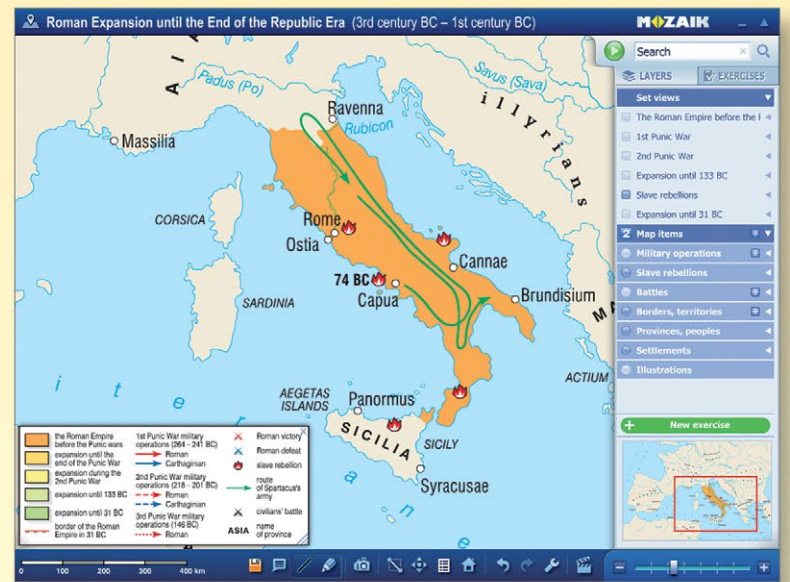 Roman Expansion until the End of the Republic Era (3rd century BC – 1st century BC)
MOZAIK
Search
LAYERS
EXERCISES
Set views
The Roman Empire before the
1st Punic War
2nd Punic War
Expansion until 133 BC
Slave rebellions
Expansion until 31 BC
Map items
Military operations
Slave rebellions
Battles
Borders, territories
Provinces, peoples
Settlements
Illustrations
New exercise
Padus (Po)
Savus (Sava)
illyrians
Ravenna
Rubicon
Massilia
CORSICA
Rome
Ostia
Cannae
74 BC
Capua
Brundisium
SARDINIA
ACTIUM
AEGETAS
ISLANDS
Panormus
SICILIA
SICILY
Syracusae
the Roman Empire
before the Punic wars
expansion until the
end of the Punic War
expansion during the
2nd Punic War
expansion until 133 BC
expansion until 31 BC
border of the Roman
Empire in 31 BC
1st Punic War military
operations (264 - 241 BC)
Roman
Carthaginian
2nd Punic War military
operations (218 - 201 BC)
Roman
Carthaginian
3rd Punic War military
operations (146 BC)
Roman
Roman victory
Roman defeat
slave rebellion
route
of Spartacus's
army
civilians' battle
ASIA
name
of province
0 100 200 300 400 km